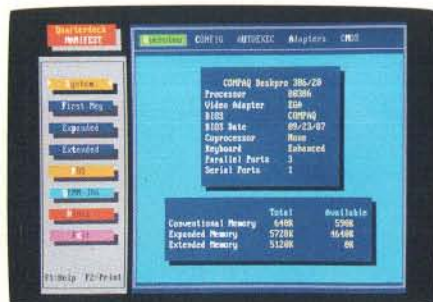 Quarterdeck
MANIFEST
Overview CONFIG AUTOEXEC Adapters CMOS
System
First Meg
Expanded
Extended
DOS
Hints
F1=Help F2=Print
COMPAQ Deskpro 386/20
Processor 80386
Video Adapter EGA
BIOS COMPAQ
BIOS Date 09/23/87
Coprocessor None
Keyboard Enhanced
Parallel Ports 3
Serial Ports 1
Total Available
Conventional Memory 640K 590K
Expanded Memory 5728K 4640K
Extended Memory 5120K 0K